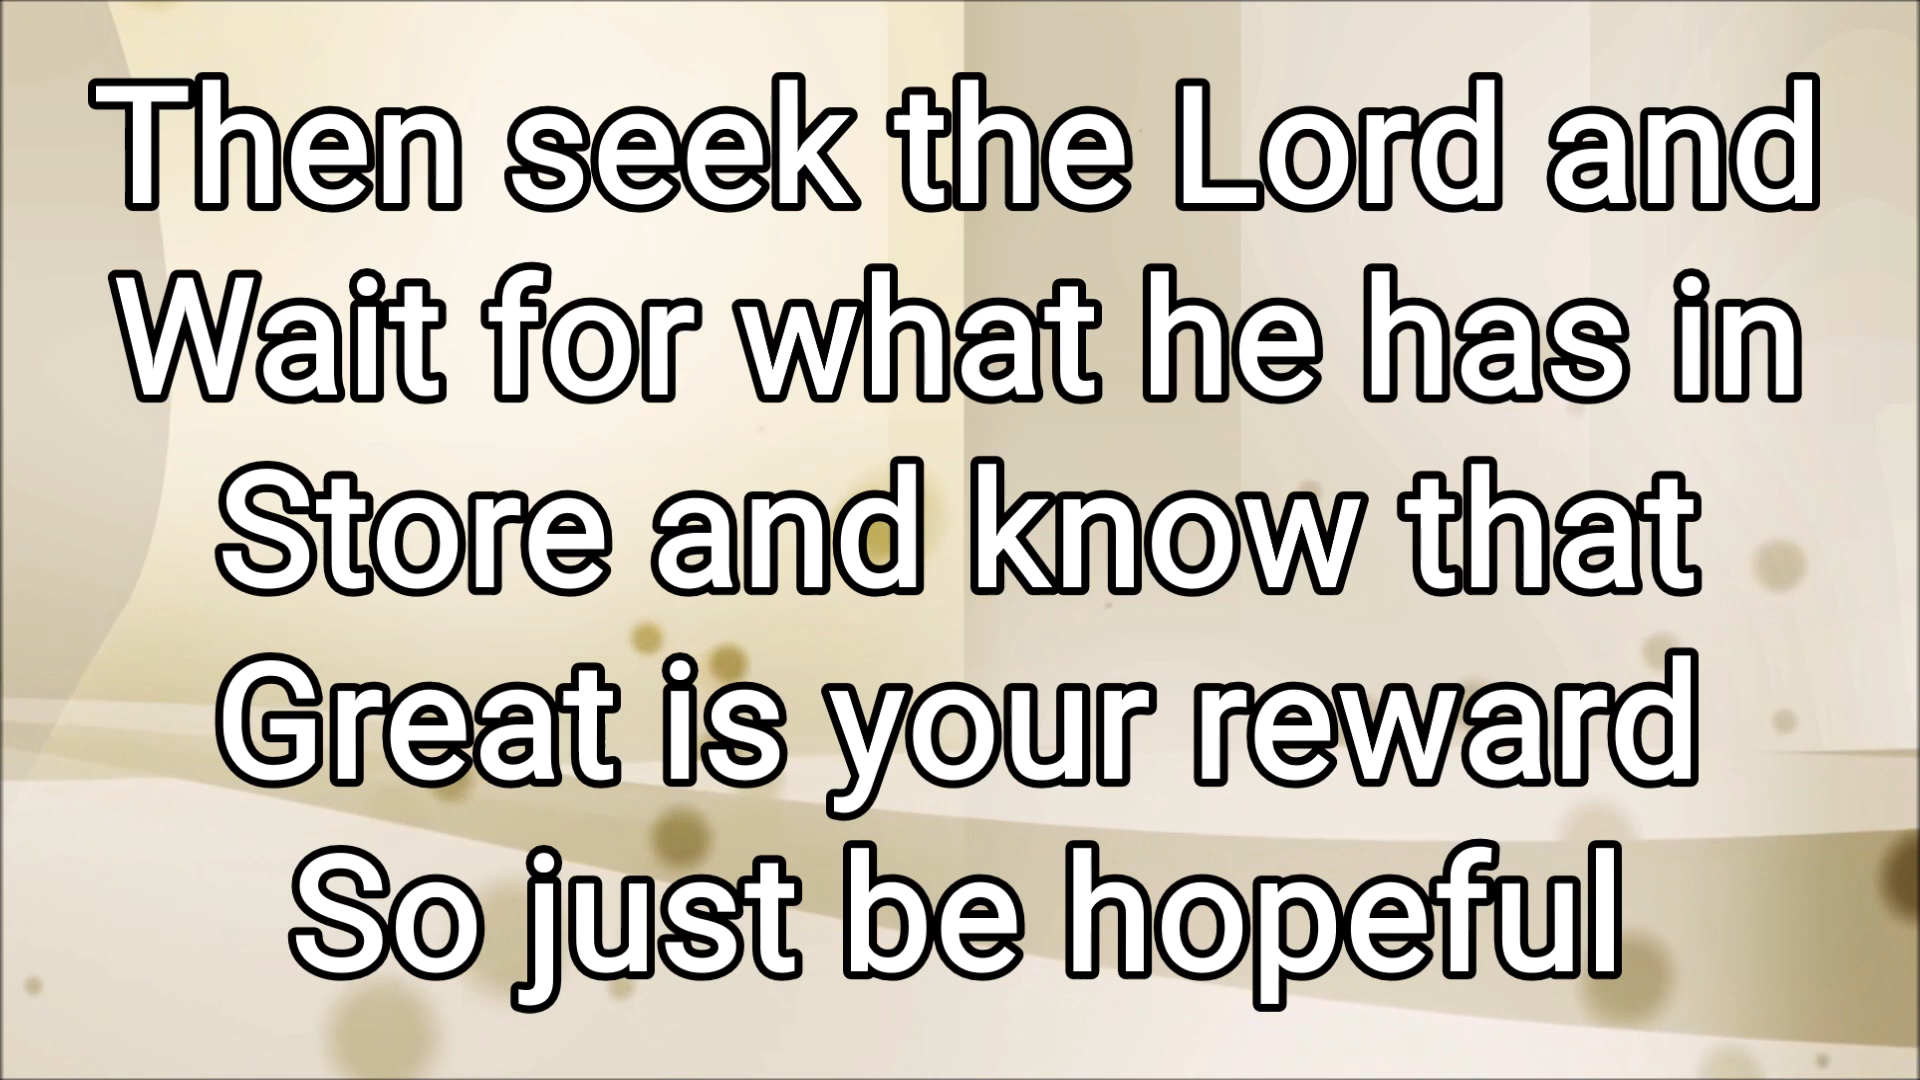 Then seek the Lord and
Wait for what he has in
Store and know that
Great is your reward
So just be hopeful